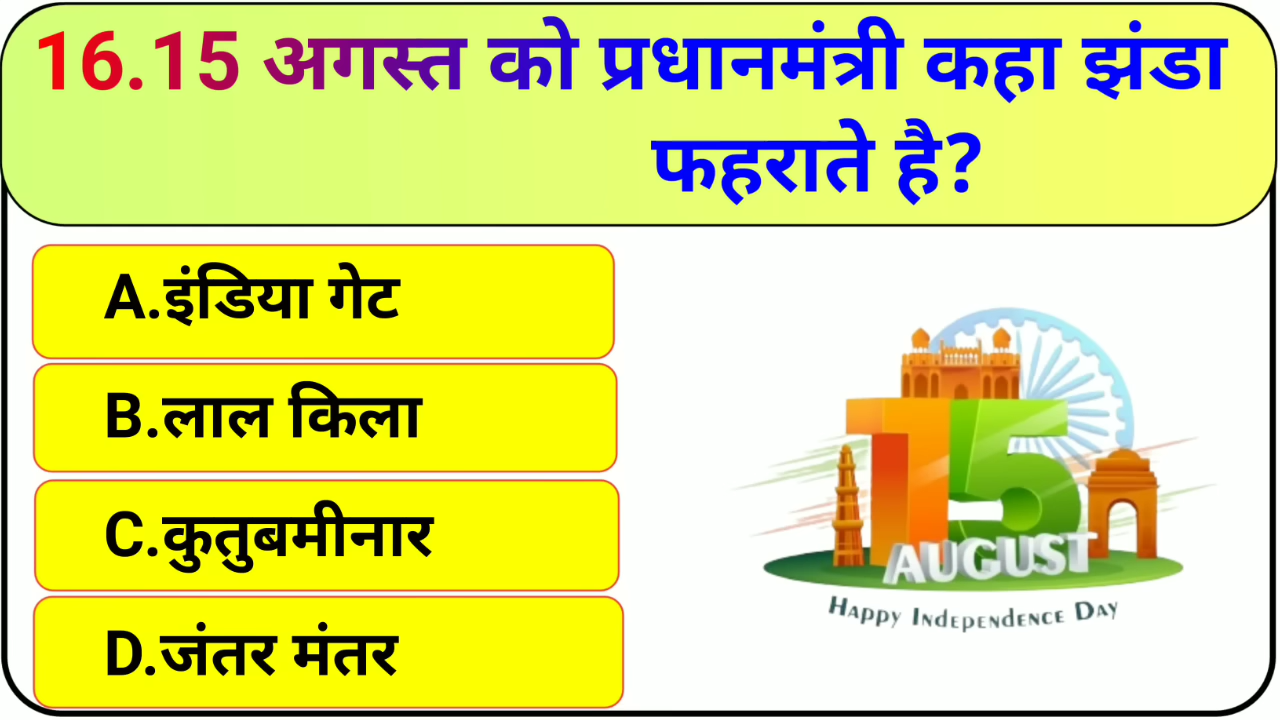 16.15 अगस्त को प्रधानमंत्री कहा झंडा
फहराते है?
A.इंडिया गेट
B.लाल किला
C.कुतुबमीनार
D.जंतर मंतर
15
AUGUST
Happy Independence Day